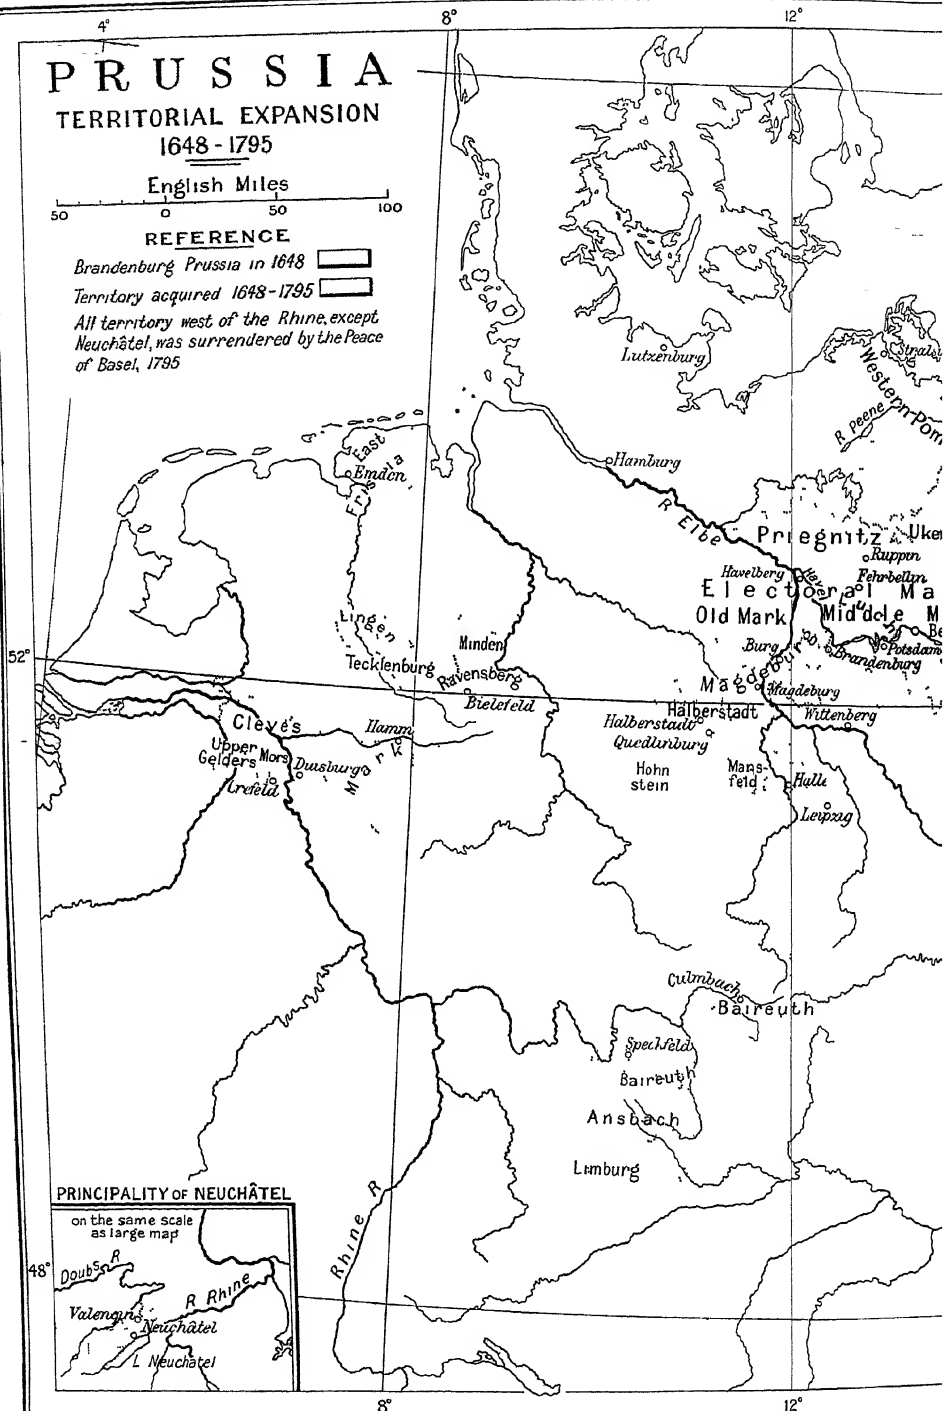 4° 8° 12°
PRUSSIA
TERRITORIAL EXPANSION
1648-1795
English Miles
50 0 50 100
REFERENCE
Brandenburg Prussia in 1648
Territory acquired 1648-1795
All territory west of the Rhine, except
Neuchâtel, was surrendered by the Peace
of Basel, 1795
Lutzenburg
Strals
Western Pom
R Peene
East
Frisia
Emden
Hamburg
R Elbe
Priegnitz
Uke
Ruppin
Havelberg
Havel
Fehrbellin
Electoral Ma
Old Mark
Middle M
Lingen
Minden
Burg
Be
Potsdam
Brandenburg
52°
Tecklenburg
Ravensberg
Magdeburg
Magdeburg
Bielefeld
Halberstadt
Wittenberg
Cleves
Hamm
Halberstadt
Quedlinburg
Upper
Gelders
Mors
Duisburg
Mark
Hohn
stein
Mans-
feld
Halle
Crefeld
Leipzig
Culmbach
Baireuth
Speckfeld
Baireuth
Ansbach
Limburg
PRINCIPALITY OF NEUCHÂTEL
on the same scale
as large map
Rhine R
48°
Doubs R
R Rhine
Valengin
Neuchâtel
L Neuchâtel
8° 12°